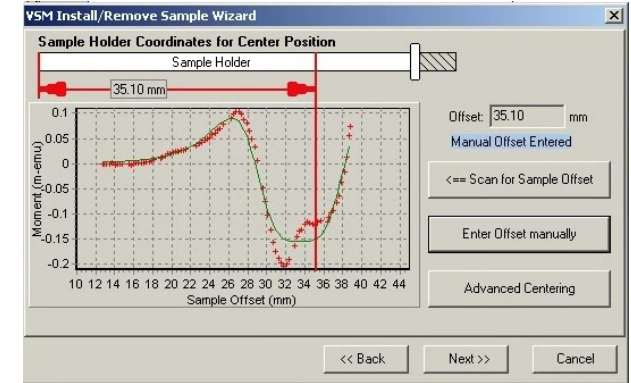 VSM Install/Remove Sample Wizard
Sample Holder Coordinates for Center Position
Sample Holder
35.10 mm
Offset: 35.10 mm
Manual Offset Entered
<== Scan for Sample Offset
Enter Offset manually
Advanced Centering
Moment (m-emu)
0.1
0.05
0
-0.05
-0.1
-0.15
-0.2
10 12 14 16 18 20 22 24 26 28 30 32 34 36 38 40 42 44
Sample Offset (mm)
<< Back Next >> Cancel